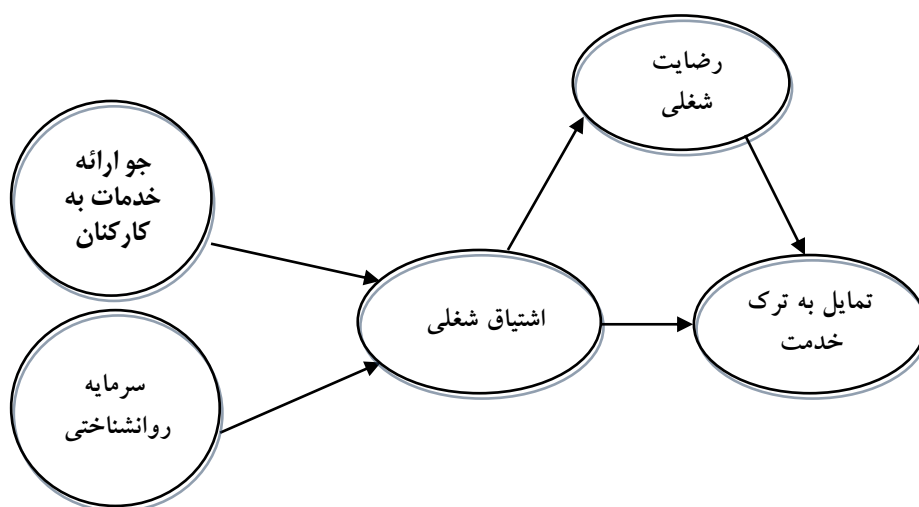 رضایت
شغلی
جو ارائه
خدمات به
کارکنان
اشتیاق شغلی
تمایل به ترک
خدمت
سرمایه
روانشناختی